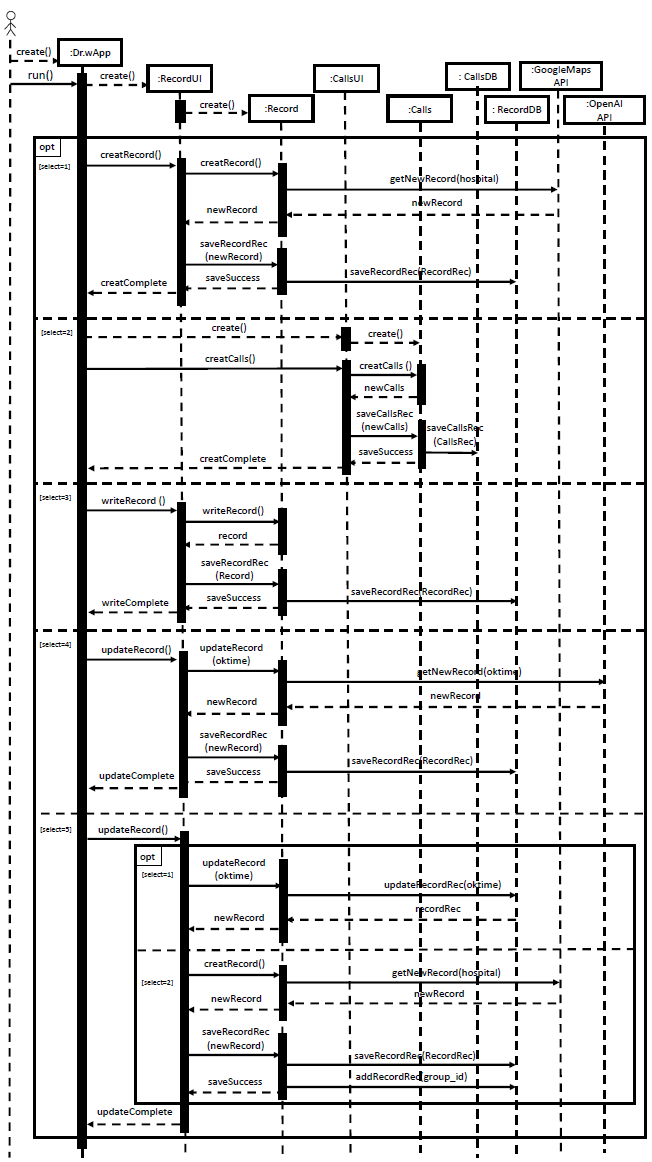 create()
:Dr.wApp
run()
create()
:RecordUI
create()
:Record
:CallsUI
:Calls
: CallsDB
: RecordDB
:GoogleMaps
API
:OpenAI
API
opt
[select=1]
creatRecord()
creatRecord()
getNewRecord(hospital)
newRecord
newRecord
saveRecordRec
(newRecord)
saveSuccess
saveRecordRec(RecordRec)
creatComplete
[select=2]
create()
create()
creatCalls()
creatCalls ()
newCalls
saveCallsRec
(newCalls)
saveCallsRec
(CallsRec)
saveSuccess
creatComplete
[select=3]
writeRecord ()
writeRecord()
record
saveRecordRec
(Record)
saveRecordRec(RecordRec)
saveSuccess
writeComplete
[select=4]
updateRecord()
updateRecord
(oktime)
getNewRecord(oktime)
newRecord
newRecord
saveRecordRec
(newRecord)
saveRecordRec(RecordRec)
saveSuccess
updateComplete
[select=5]
updateRecord()
opt
[select=1]
updateRecord
(oktime)
updateRecordRec(oktime)
recordRec
newRecord
[select=2]
creatRecord()
getNewRecord(hospital)
newRecord
newRecord
saveRecordRec
(newRecord)
saveRecordRec(RecordRec)
addRecordRec(group_id)
saveSuccess
updateComplete